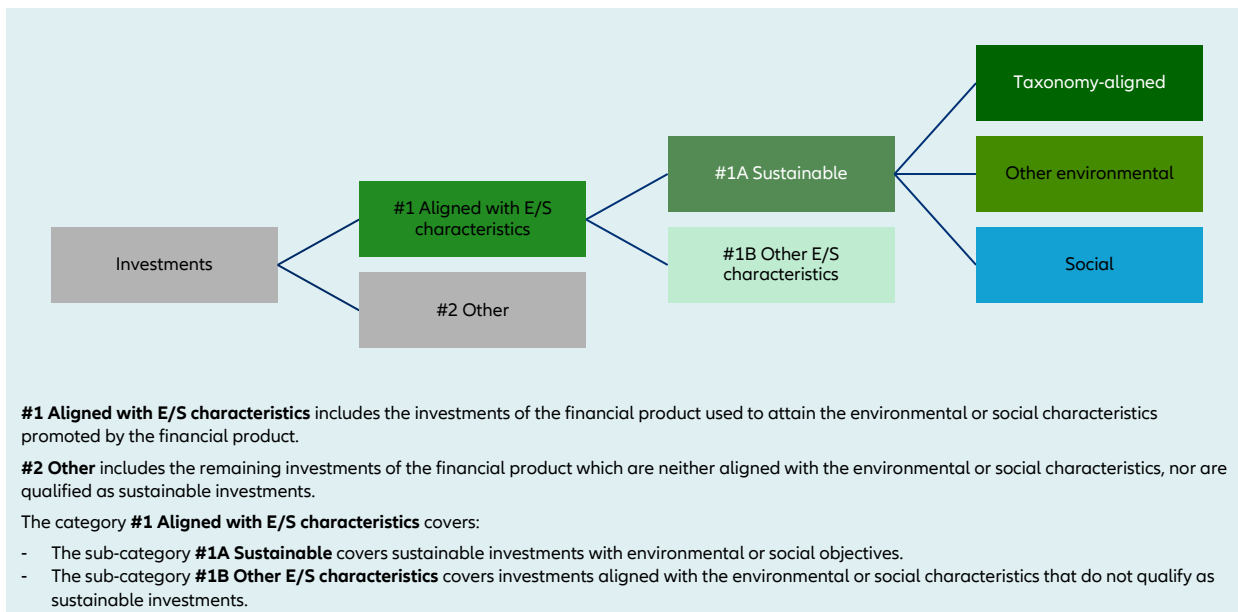 Taxonomy-aligned
#1A Sustainable
Other environmental
#1 Aligned with E/S
characteristics
Investments
#1B Other E/S
characteristics
Social
#2 Other
#1 Aligned with E/S characteristics includes the investments of the financial product used to attain the environmental or social characteristics
promoted by the financial product.
#2 Other includes the remaining investments of the financial product which are neither aligned with the environmental or social characteristics, nor are
qualified as sustainable investments.
The category #1 Aligned with E/S characteristics covers:
- The sub-category #1A Sustainable covers sustainable investments with environmental or social objectives.
- The sub-category #1B Other E/S characteristics covers investments aligned with the environmental or social characteristics that do not qualify as
sustainable investments.